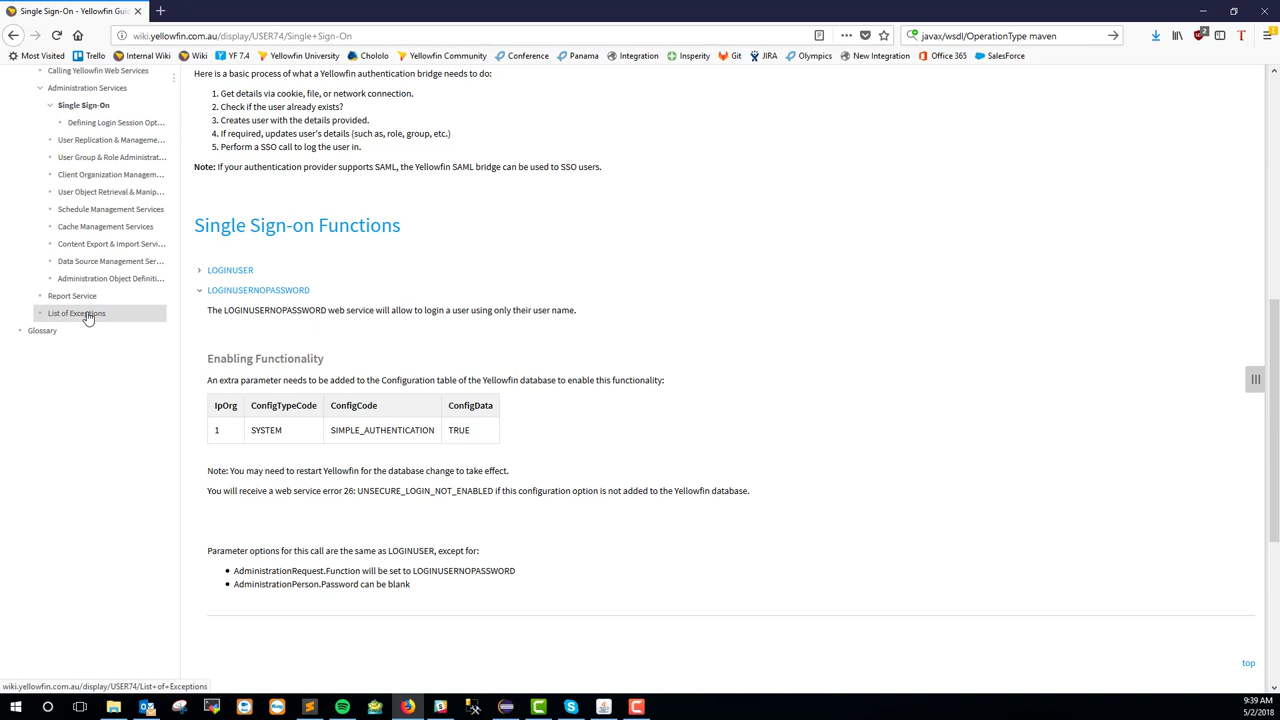 Single Sign-On - Yellowfin Guid
wiki.yellowfin.com.au/display/USER74/Single+Sign-On
javax/wsdl/OperationType maven
Most Visited Trello Internal Wiki Wiki YF 7.4 Yellowfin University Yellowfin Community Conference Panama Integration Insperity Git JIRA Olympics Integration Project Office 365 SalesForce
Calling Yellowfin Web Services
Administration Services
Single Sign-On
Defining Login Session Opt...
User Replication & Manageme...
User Group & Role Administrat...
Client Organization Managem...
User Object Retrieval & Manip...
Schedule Management Services
Cache Management Services
Content Export & Import Servi...
Data Source Management Ser...
Administration Object Definiti...
Report Service
List of Exceptions
Glossary
Here is a basic process of what a Yellowfin authentication bridge needs to do:
1. Get details via cookie, file, or network connection.
2. Check if the user already exists?
3. Creates user with the details provided.
4. If required, updates user's details (such as, role, group, etc.)
5. Perform a SSO call to log the user in.
Note: If your authentication provider supports SAML, the Yellowfin SAML bridge can be used to SSO users.
Single Sign-on Functions
LOGINUSER
LOGINUSERNOPASSWORD
The LOGINUSERNOPASSWORD web service will allow to login a user using only their user name.
Enabling Functionality
An extra parameter needs to be added to the Configuration table of the Yellowfin database to enable this functionality:
IpOrg ConfigTypeCode ConfigCode ConfigData
1 SYSTEM SIMPLE_AUTHENTICATION TRUE
Note: You may need to restart Yellowfin for the database change to take effect.
You will receive a web service error 26: UNSECURE_LOGIN_NOT_ENABLED if this configuration option is not added to the Yellowfin database.
Parameter options for this call are the same as LOGINUSER, except for:
AdministrationRequest.Function will be set to LOGINUSERNOPASSWORD
AdministrationPerson.Password can be blank
top
wiki.yellowfin.com.au/display/USER74/List+of+Exceptions
9:39 AM
5/2/2018